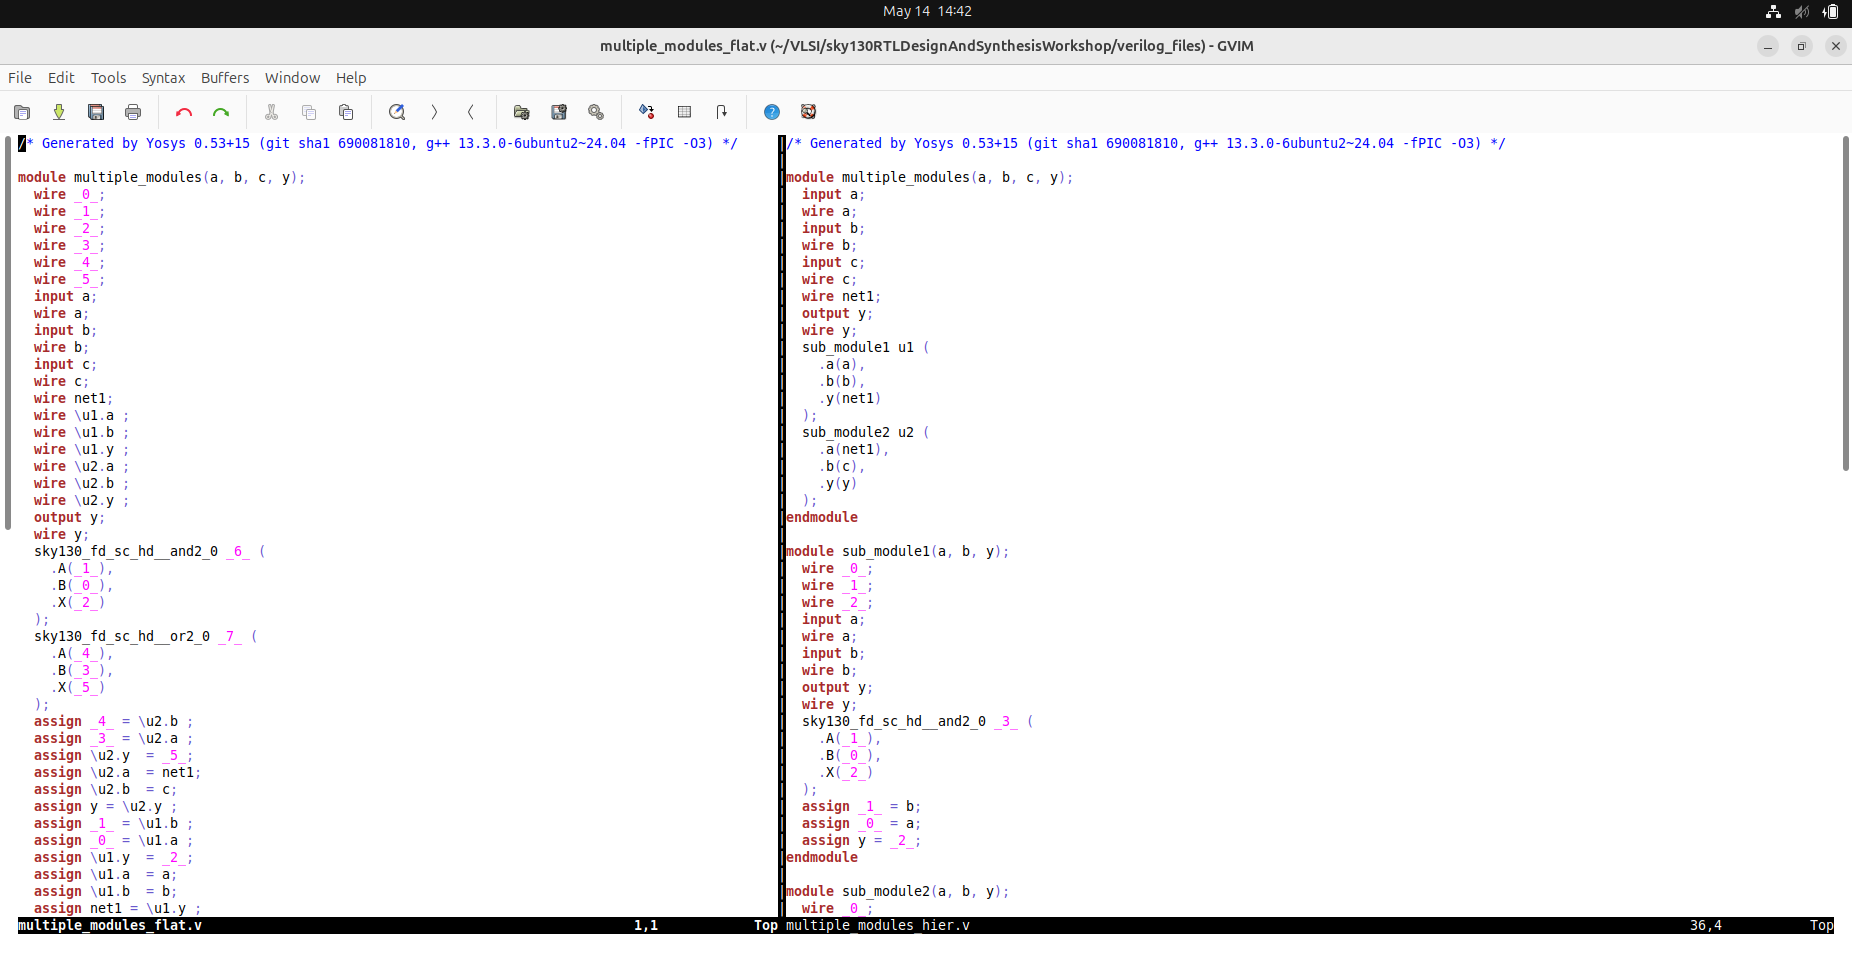 May 14 14:42
multiple_modules_flat.v (~/VLSI/sky130RTLDesignAndSynthesisWorkshop/verilog_files) - GVIM
File Edit Tools Syntax Buffers Window Help
/* Generated by Yosys 0.53+15 (git sha1 690081810, g++ 13.3.0-6ubuntu2~24.04 -fPIC -O3) */
module multiple_modules(a, b, c, y);
wire _0_;
wire _1_;
wire _2_;
wire _3_;
wire _4_;
wire _5_;
input a;
wire a;
input b;
wire b;
input c;
wire c;
wire net1;
wire \u1.a ;
wire \u1.b ;
wire \u1.y ;
wire \u2.a ;
wire \u2.b ;
wire \u2.y ;
output y;
wire y;
sky130_fd_sc_hd__and2_0 _6_ (
.A(_1_),
.B(_0_),
.X(_2_)
);
sky130_fd_sc_hd__or2_0 _7_ (
.A(_4_),
.B(_3_),
.X(_5_)
);
assign _4_ = \u2.b ;
assign _3_ = \u2.a ;
assign \u2.y  = _5_;
assign \u2.a  = net1;
assign \u2.b  = c;
assign y = \u2.y ;
assign _1_ = \u1.b ;
assign _0_ = \u1.a ;
assign \u1.y  = _2_;
assign \u1.a  = a;
assign \u1.b  = b;
assign net1 = \u1.y ;
multiple_modules_flat.v 1,1 Top
/* Generated by Yosys 0.53+15 (git sha1 690081810, g++ 13.3.0-6ubuntu2~24.04 -fPIC -O3) */
module multiple_modules(a, b, c, y);
input a;
wire a;
input b;
wire b;
input c;
wire c;
wire net1;
output y;
wire y;
sub_module1 u1 (
.a(a),
.b(b),
.y(net1)
);
sub_module2 u2 (
.a(net1),
.b(c),
.y(y)
);
endmodule
module sub_module1(a, b, y);
wire _0_;
wire _1_;
wire _2_;
input a;
wire a;
input b;
wire b;
output y;
wire y;
sky130_fd_sc_hd__and2_0 _3_ (
.A(_1_),
.B(_0_),
.X(_2_)
);
assign _1_ = b;
assign _0_ = a;
assign y = _2_;
endmodule
module sub_module2(a, b, y);
wire _0_;
multiple_modules_hier.v 36,4 Top